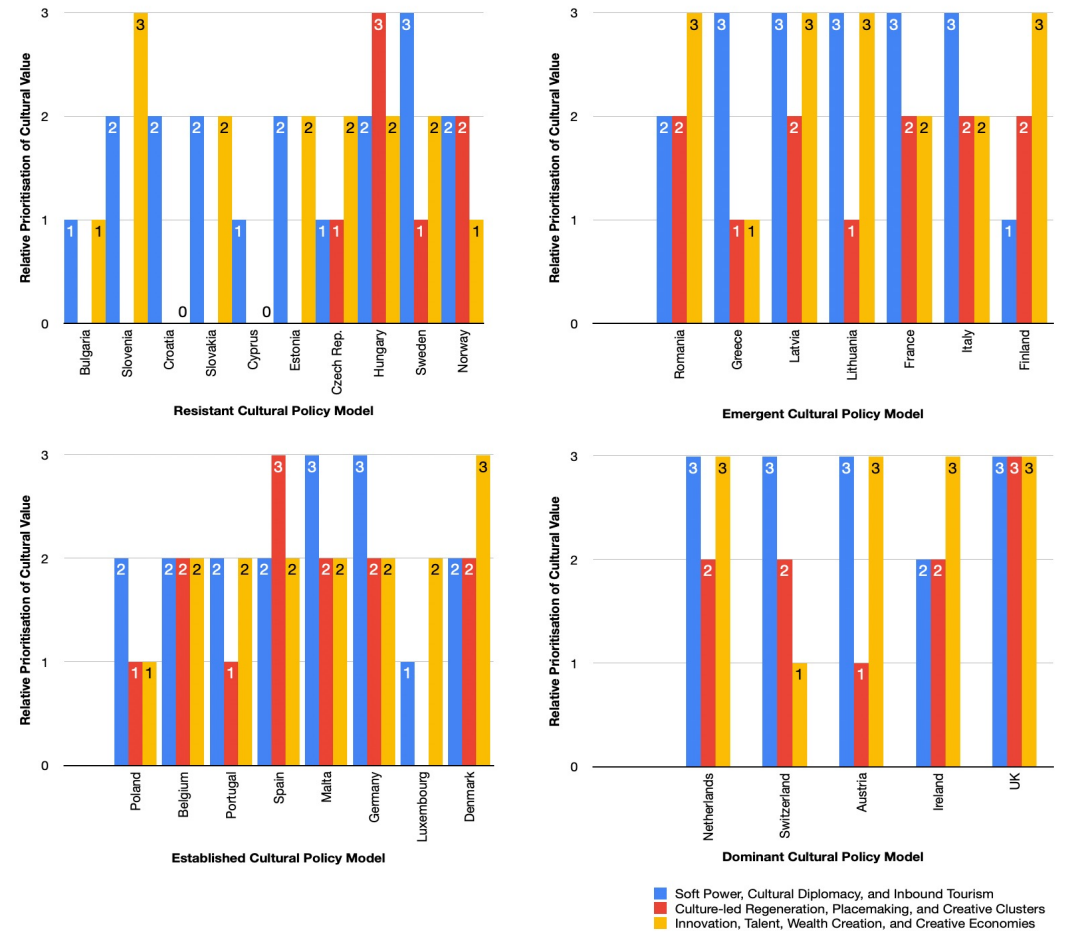 Relative Prioritisation of Cultural Value
3
3 3 3
2
2 2 2 2 2 2 2 2 2 2 2 2
1
1 1 1 1 1 1 1
0 0
0
Bulgaria
Slovenia
Croatia
Slovakia
Cyprus
Estonia
Czech Rep.
Hungary
Sweden
Norway
Resistant Cultural Policy Model
Relative Prioritisation of Cultural Value
3
3 3 3 3 3 3 3 3 3
2
2 2 2 2 2 2 2 2
1
1 1 1 1
0
Romania
Greece
Latvia
Lithuania
France
Italy
Finland
Emergent Cultural Policy Model
Relative Prioritisation of Cultural Value
3
3 3 3 3
2
2 2 2 2 2 2 2 2 2 2 2 2 2 2 2
1
1 1 1 1
0
Poland
Belgium
Portugal
Spain
Malta
Germany
Luxembourg
Denmark
Established Cultural Policy Model
Relative Prioritisation of Cultural Value
3
3 3 3 3 3 3 3 3 3
2
2 2 2 2
1
1 1
0
Netherlands
Switzerland
Austria
Ireland
UK
Dominant Cultural Policy Model
Soft Power, Cultural Diplomacy, and Inbound Tourism
Culture-led Regeneration, Placemaking, and Creative Clusters
Innovation, Talent, Wealth Creation, and Creative Economies